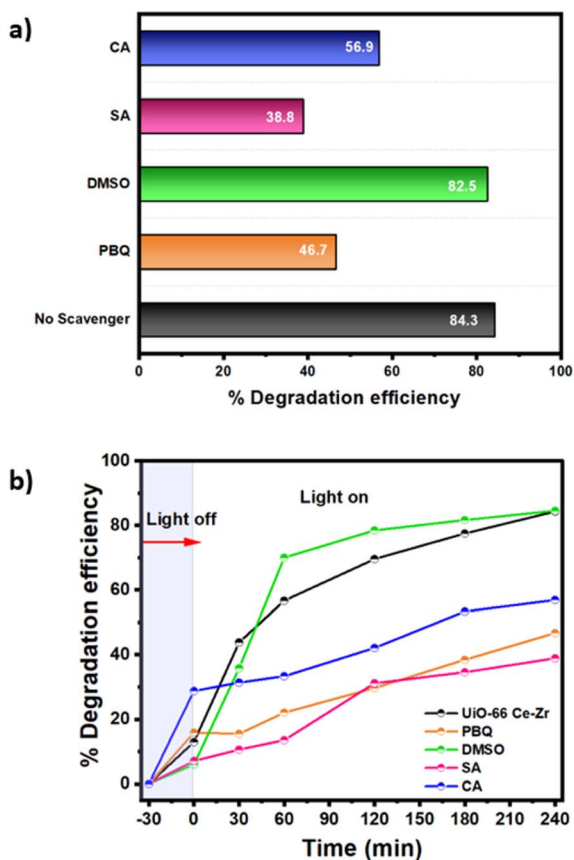 a)
CA
56.9
SA
38.8
DMSO
82.5
PBQ
46.7
No Scavenger
84.3
0 20 40 60 80 100
% Degradation efficiency
b)
100
80
60
40
20
0
% Degradation efficiency
Light off
Light on
UiO-66 Ce-Zr
PBQ
DMSO
SA
CA
-30 0 30 60 90 120 150 180 210 240
Time (min)